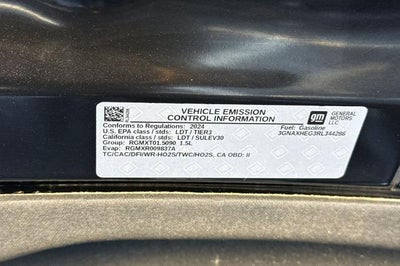 VEHICLE EMISSION
CONTROL INFORMATION
gm
GENERAL
MOTORS
LLC
Conforms to Regulations: 2024
Fuel: Gasoline
U.S. EPA class / stds: LDT / TIER3
3GNAXHEG3RL344286
California class / stds: LDT / SULEV30
Group: RGMXT01.5090 1.5L
Evap: RGMXR009837A
TC/CAC/DFI/WR-HO2S/TWC/HO2S, CA OBD: II